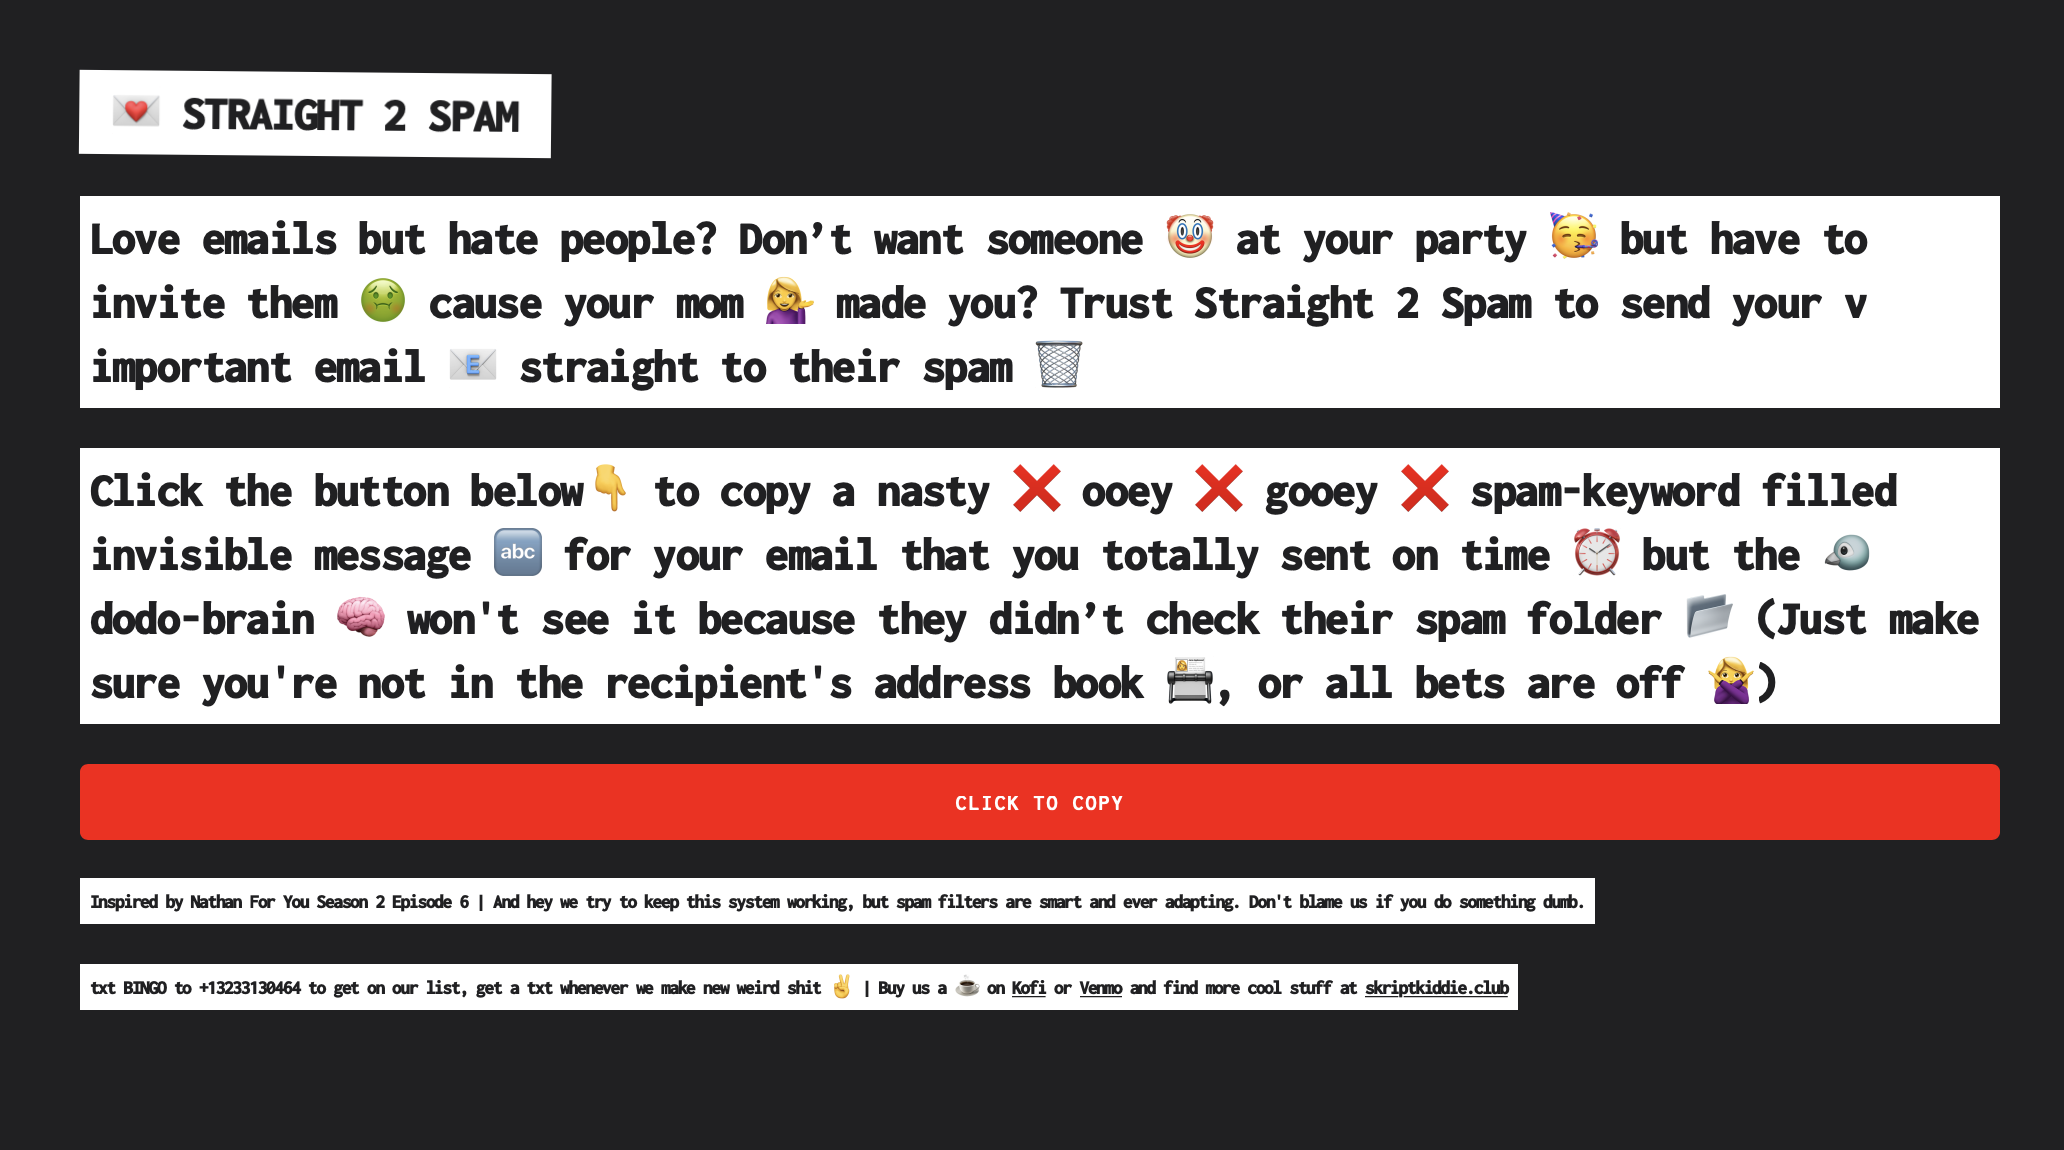 💌 STRAIGHT 2 SPAM
Love emails but hate people? Don’t want someone 🤡 at your party 🥳 but have to
invite them 🤢 cause your mom 💁‍♀️ made you? Trust Straight 2 Spam to send your v
important email 📧 straight to their spam 🗑️
Click the button below👇 to copy a nasty ❌ ooey ❌ gooey ❌ spam-keyword filled
invisible message 🔤 for your email that you totally sent on time ⏰ but the 🐦
dodo-brain 🧠 won't see it because they didn’t check their spam folder 📂 (Just make
sure you're not in the recipient's address book 📠, or all bets are off 🙅‍♀️)
CLICK TO COPY
Inspired by Nathan For You Season 2 Episode 6 | And hey we try to keep this system working, but spam filters are smart and ever adapting. Don't blame us if you do something dumb.
txt BINGO to +13233130464 to get on our list, get a txt whenever we make new weird shit ✌️ | Buy us a ☕ on Kofi or Venmo and find more cool stuff at skriptkiddie.club